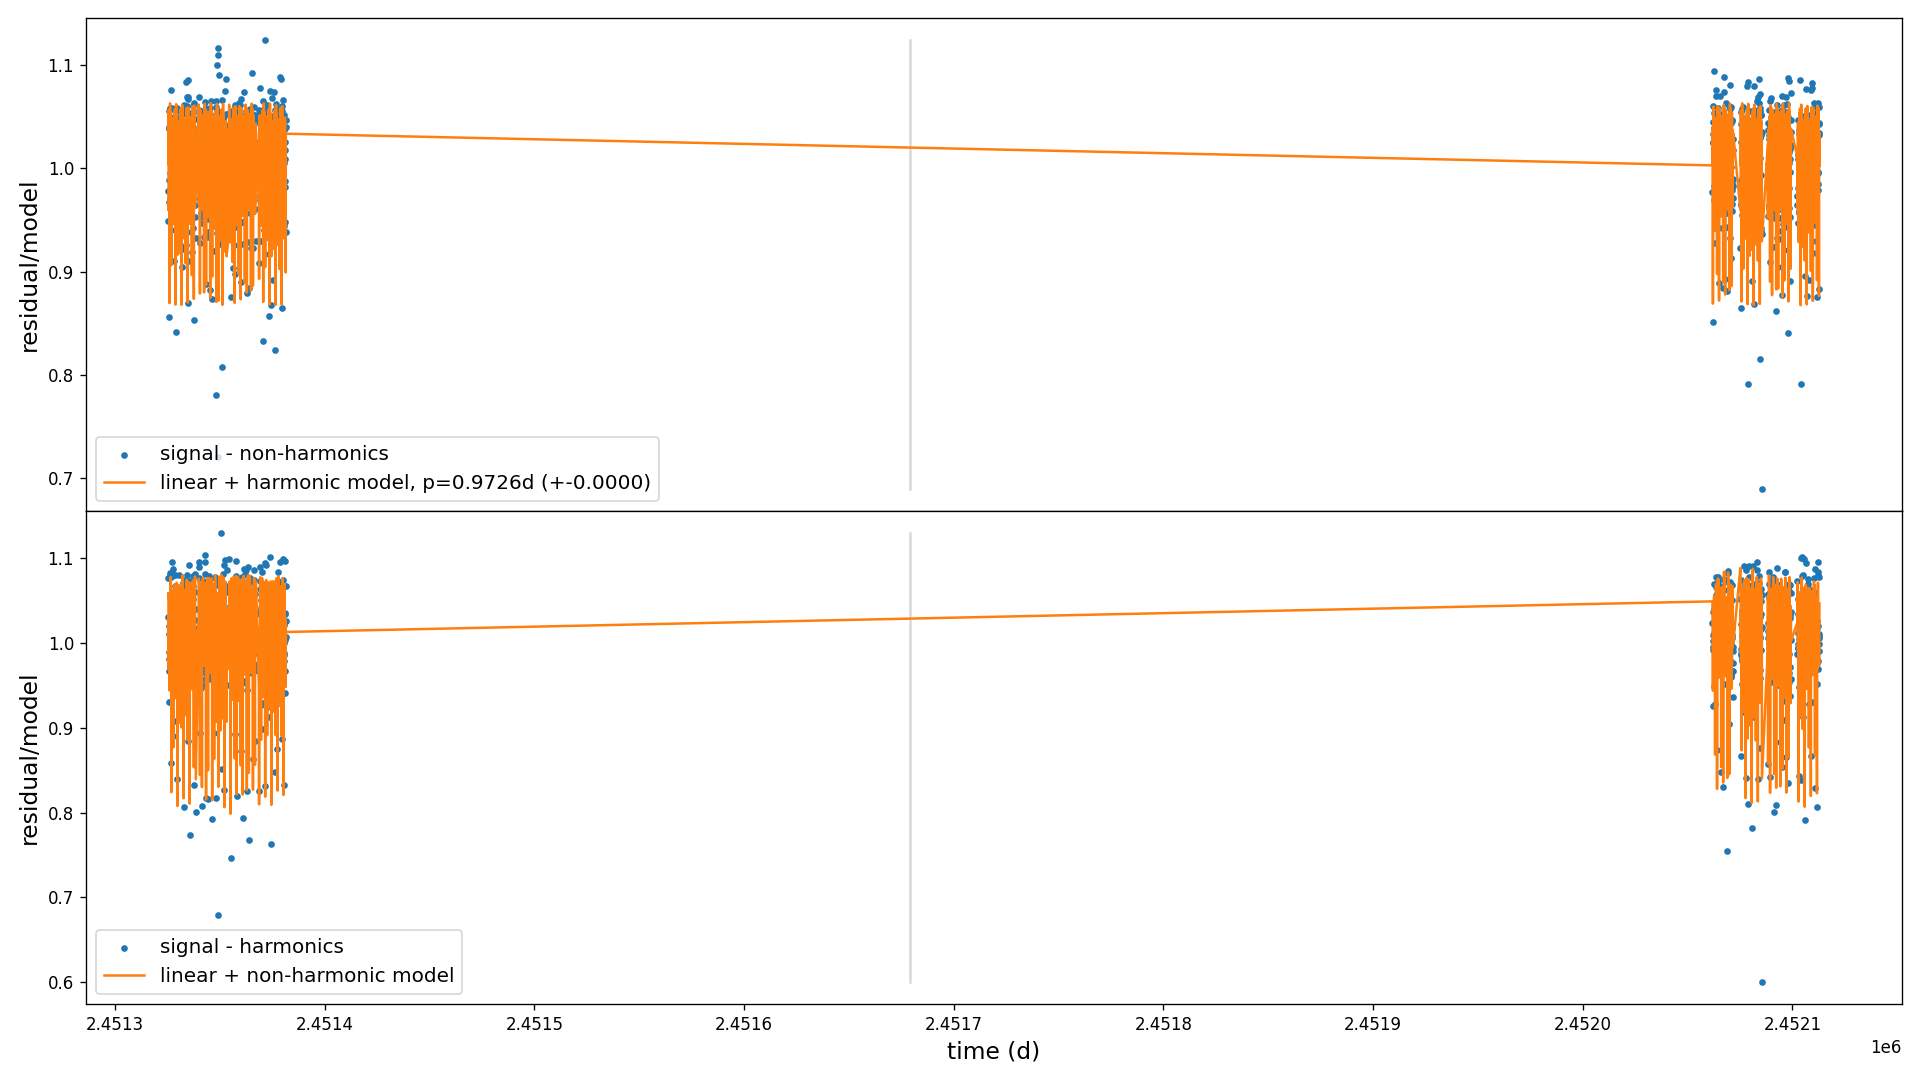 1.1
1.0
0.9
0.8
0.7
residual/model
signal - non-harmonics
linear + harmonic model, p=0.9726d (+-0.0000)
1.1
1.0
0.9
0.8
0.7
0.6
residual/model
signal - harmonics
linear + non-harmonic model
2.4513 2.4514 2.4515 2.4516 2.4517 2.4518 2.4519 2.4520 2.4521
1e6
time (d)